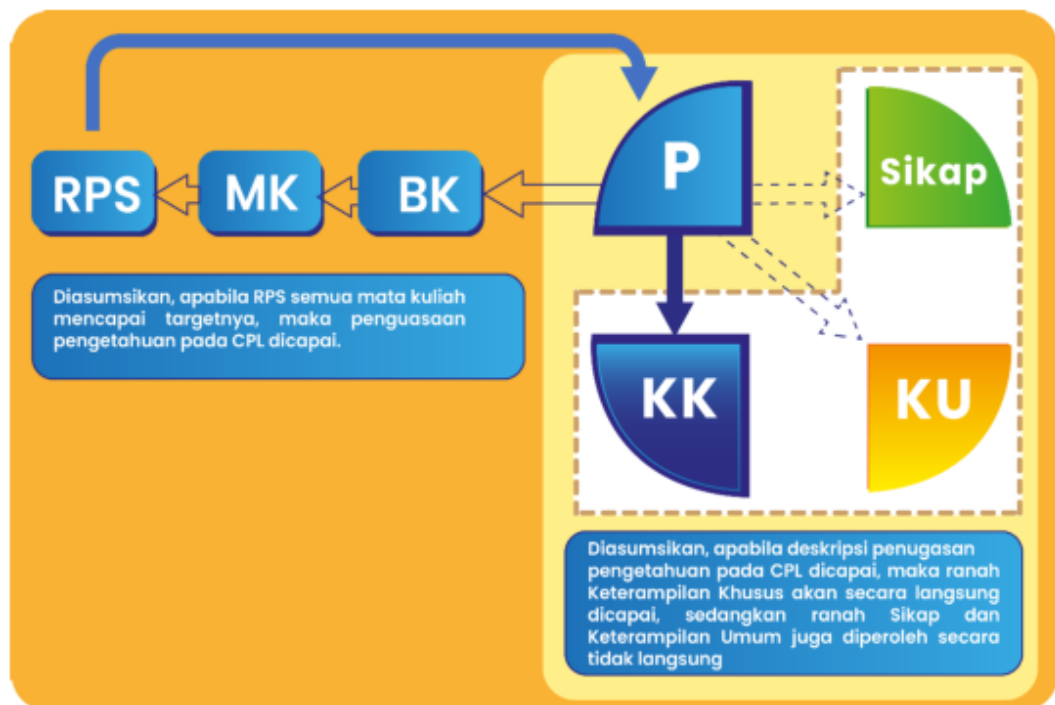 P
Sikap
RPS
MK
BK
Diasumsikan, apabila RPS semua mata kuliah
mencapai targetnya, maka penguasaan
pengetahuan pada CPL dicapai.
KK
KU
Diasumsikan, apabila deskripsi penugasan
pengetahuan pada CPL dicapai, maka ranah
Keterampilan Khusus akan secara langsung
dicapai, sedangkan ranah Sikap dan
Keterampilan Umum juga diperoleh secara
tidak langsung